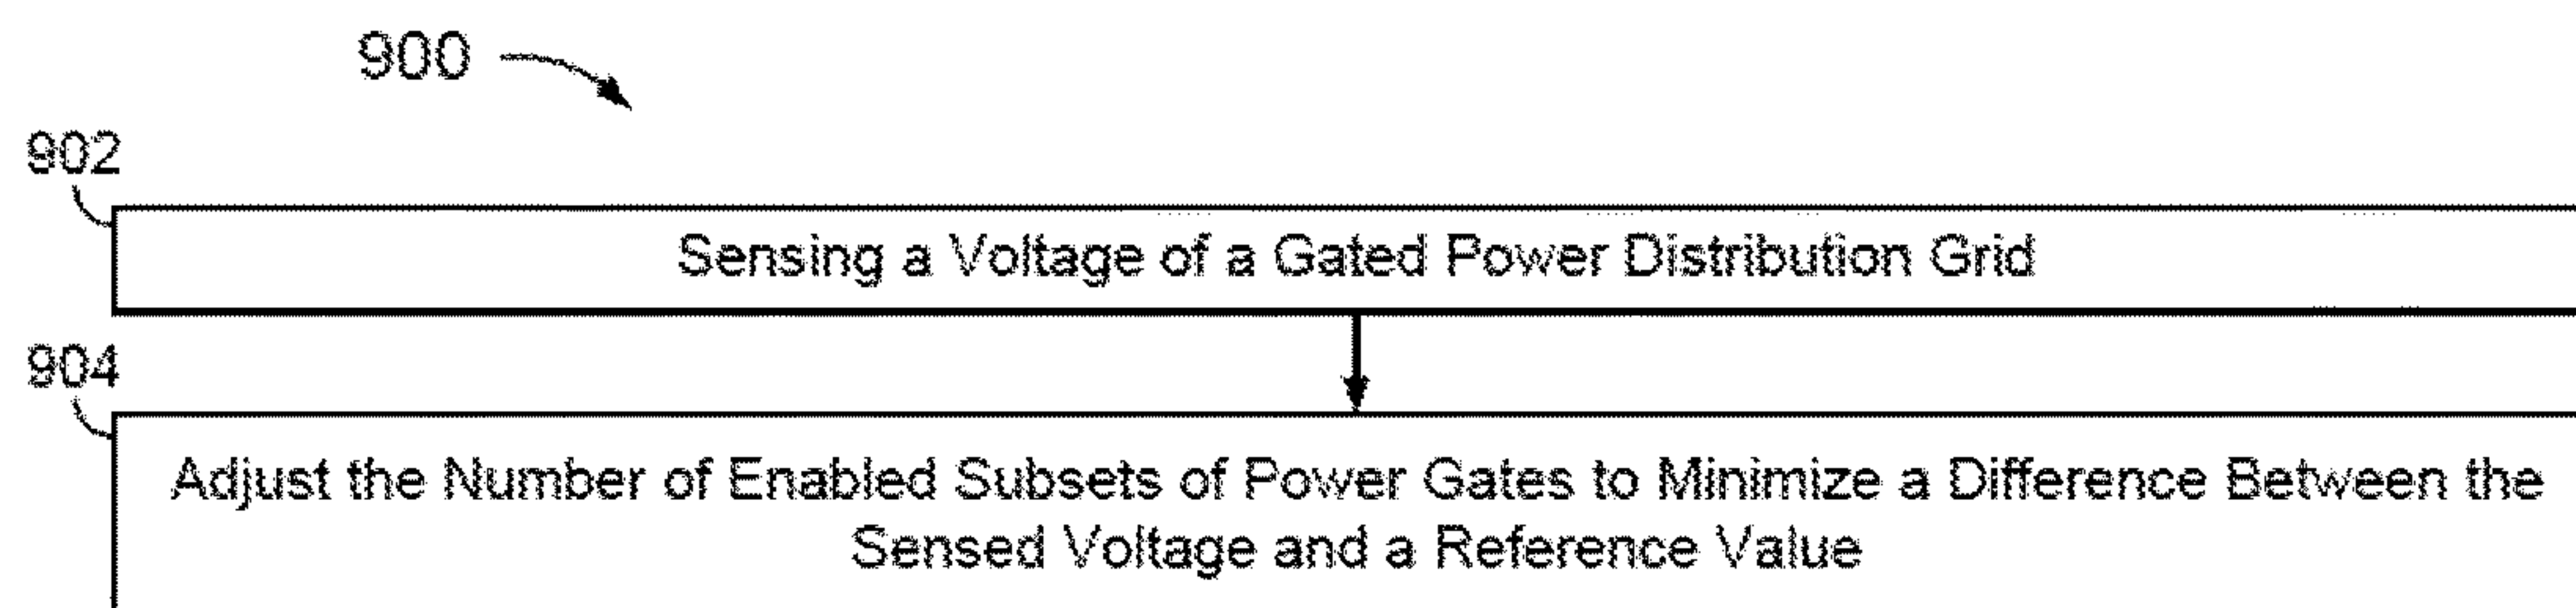 900
902
Sensing a Voltage of a Gated Power Distribution Grid
904
Adjust the Number of Enabled Subsets of Power Gates to Minimize a Difference Between the
Sensed Voltage and a Reference Value